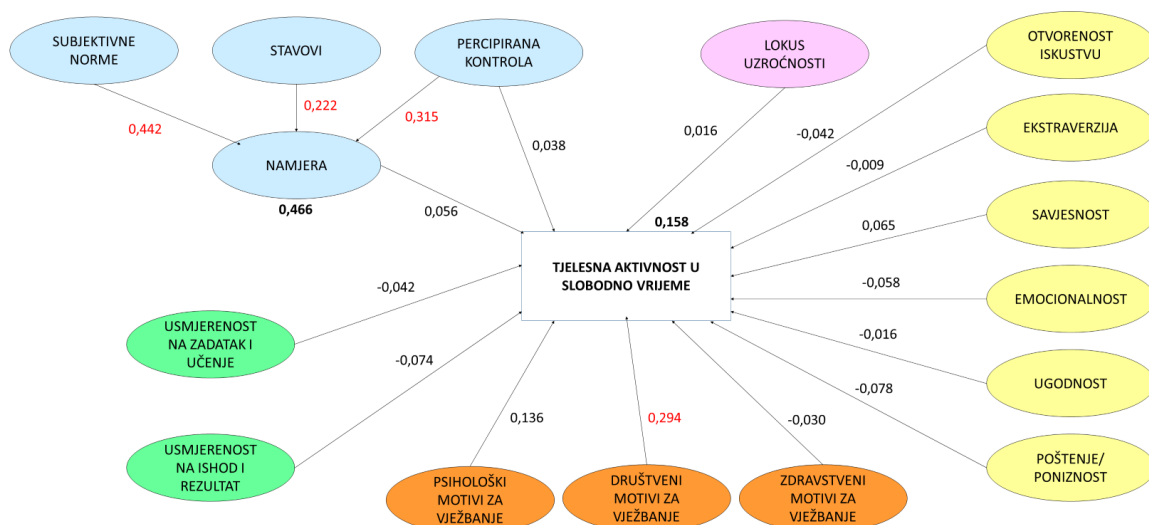 SUBJEKTIVNE
NORME
STAVOVI
PERCIPIRANA
KONTROLA
LOKUS
UZROĆNOSTI
OTVORENOST
ISKUSTVU
0,442
0,222
0,315
0,038
0,016
-0,042
EKSTRAVERZIJA
-0,009
NAMJERA
0,466
0,056
0,158
0,065
SAVJESNOST
TJELESNA AKTIVNOST U
SLOBODNO VRIJEME
-0,042
-0,058
EMOCIONALNOST
USMJERENOST
NA ZADATAK I
UČENJE
-0,074
-0,016
UGODNOST
-0,078
0,136
0,294
-0,030
USMJERENOST
NA ISHOD I
REZULTAT
POŠTENJE/
PONIZNOST
PSIHOLOŠKI
MOTIVI ZA
VJEŽBANJE
DRUŠTVENI
MOTIVI ZA
VJEŽBANJE
ZDRAVSTVENI
MOTIVI ZA
VJEŽBANJE